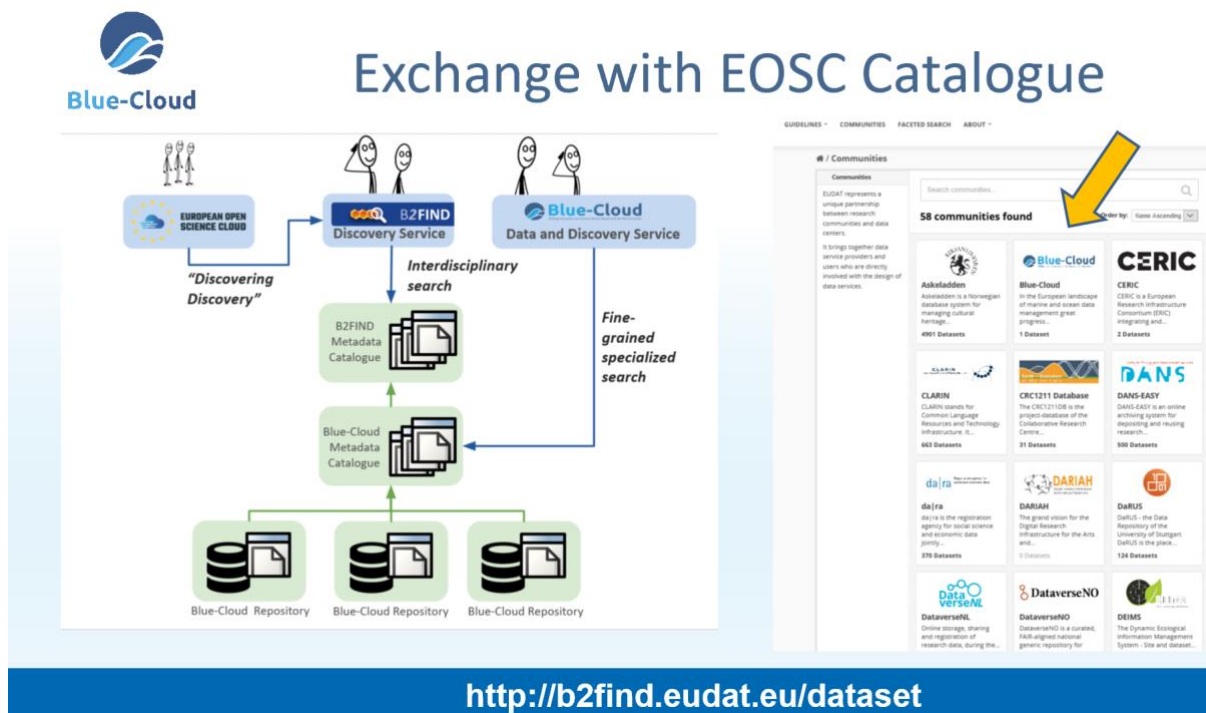 Blue-Cloud
Exchange with EOSC Catalogue
EUROPEAN OPEN
SCIENCE CLOUD
B2FIND
Discovery Service
Blue-Cloud
Data and Discovery Service
"Discovering
Discovery"
Interdisciplinary
search
Fine-
grained
specialized
search
B2FIND
Metadata
Catalogue
Blue-Cloud
Metadata
Catalogue
Blue-Cloud Repository
Blue-Cloud Repository
Blue-Cloud Repository
GUIDELINES
COMMUNITIES
FACETED SEARCH
ABOUT
/ Communities
Communities
EUDAT represents a
unique partnership
between research
communities and data
centers.
It brings together data
service providers and
users who are directly
involved with the design of
data services.
Search communities...
58 communities found
Order by:
Name Ascending
Askeladden
Askeladden is a Norwegian
database system for
managing cultural
heritage...
4901 Datasets
Blue-Cloud
Blue-Cloud
In the European landscape
of marine and ocean data
management great
progress...
1 Dataset
CERIC
CERIC
CERIC is a European
Research Infrastructure
Consortium (ERIC)
integrating and...
2 Datasets
CLARIN
CLARIN
CLARIN stands for
Common Language
Resources and Technology
Infrastructure. It...
663 Datasets
CRC1211 Database
The CRC1211DB is the
project-database of the
Collaborative Research
Centre...
31 Datasets
DANS
DANS-EASY
DANS-EASY is an online
archiving system for
depositing and reusing
research...
500 Datasets
da|ra
da|ra
da|ra is the registration
agency for social science
and economic data
jointly...
370 Datasets
DARIAH
DARIAH
The grand vision for the
Digital Research
Infrastructure for the Arts
and...
0 Datasets
DaRUS
DaRUS - the Data
Repository of the
University of Stuttgart
DaRUS is the place...
124 Datasets
Data
verseNL
DataverseNL
Online storage, sharing
and registration of
research data, during the...
DataverseNO
DataverseNO
DataverseNO is a curated,
FAIR-aligned national
generic repository for
DEIMS
The Dynamic Ecological
Information Management
System - Site and dataset...
http://b2find.eudat.eu/dataset